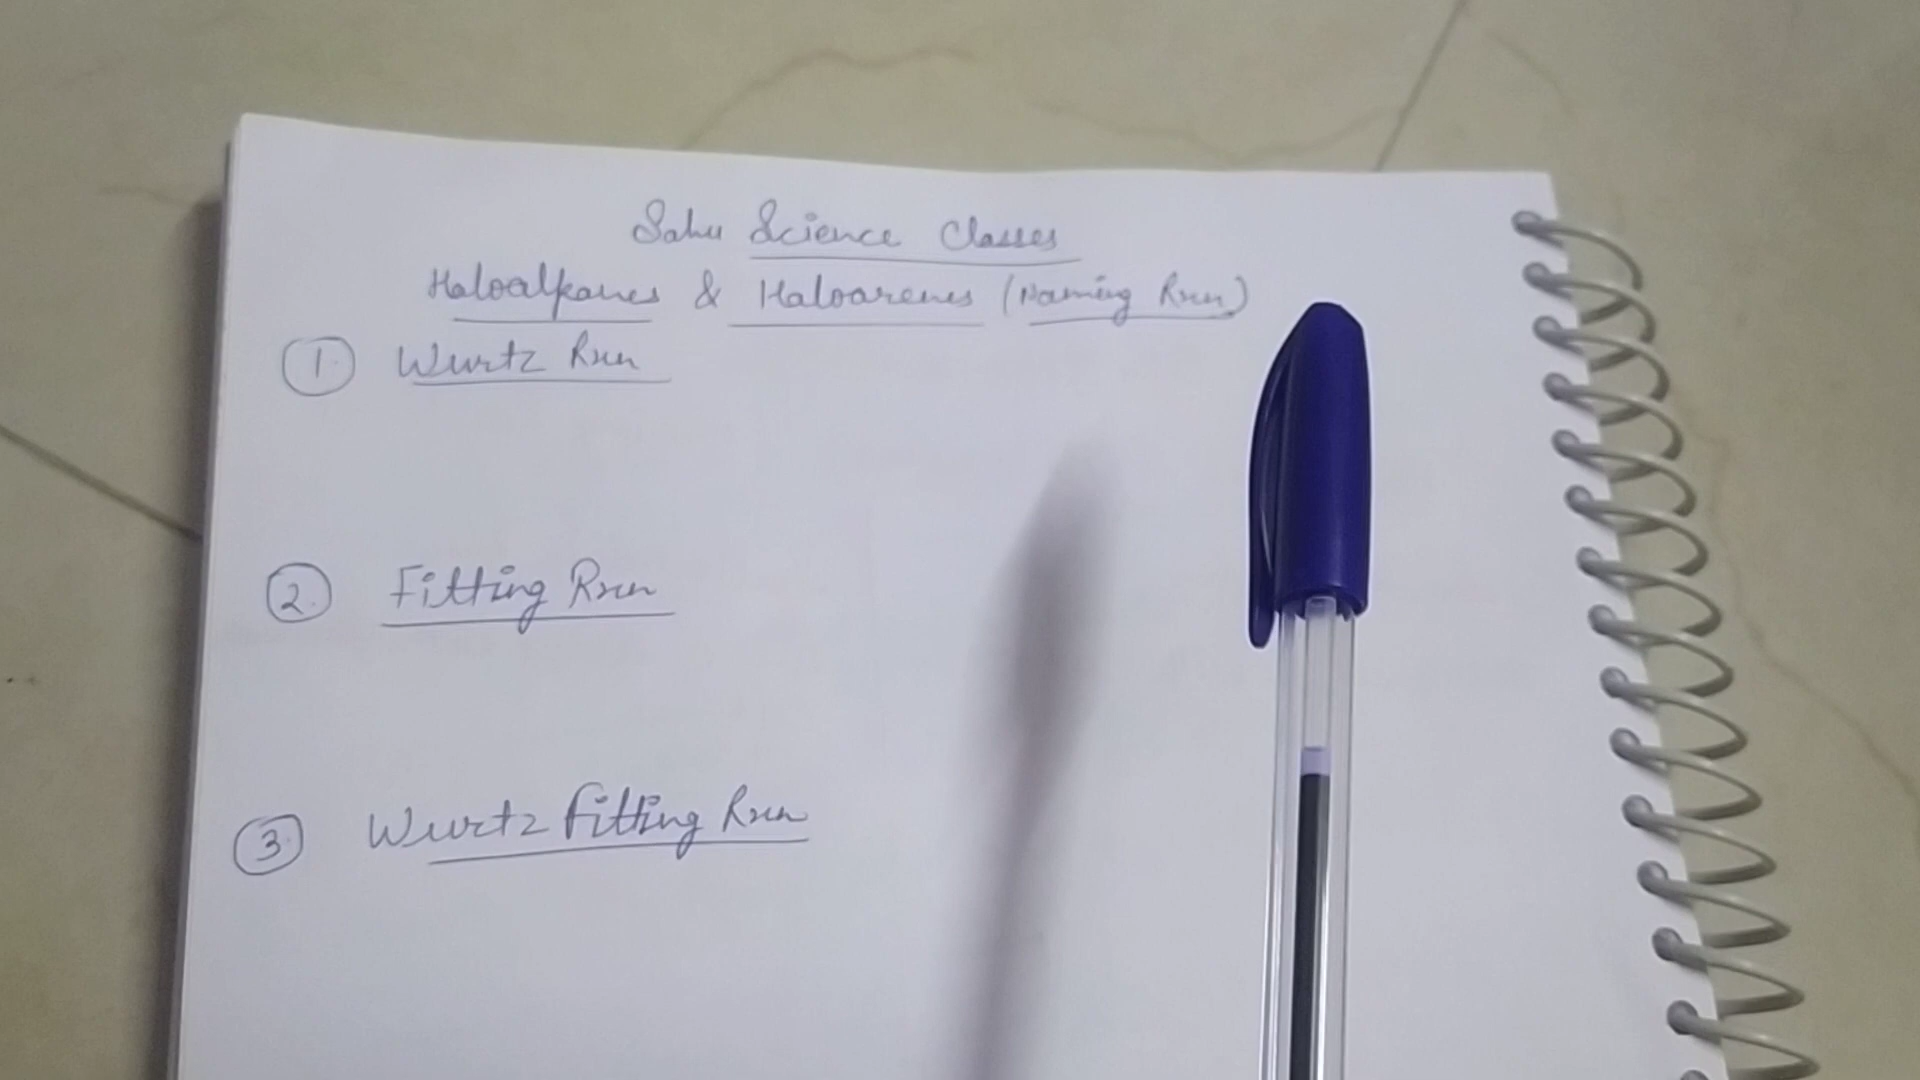 Sahu Science Classes
Haloalkanes & Haloarenes (Naming Rxn)
1. Wurtz Rxn
2. Fitting Rxn
3. Wurtz Fitting Rxn